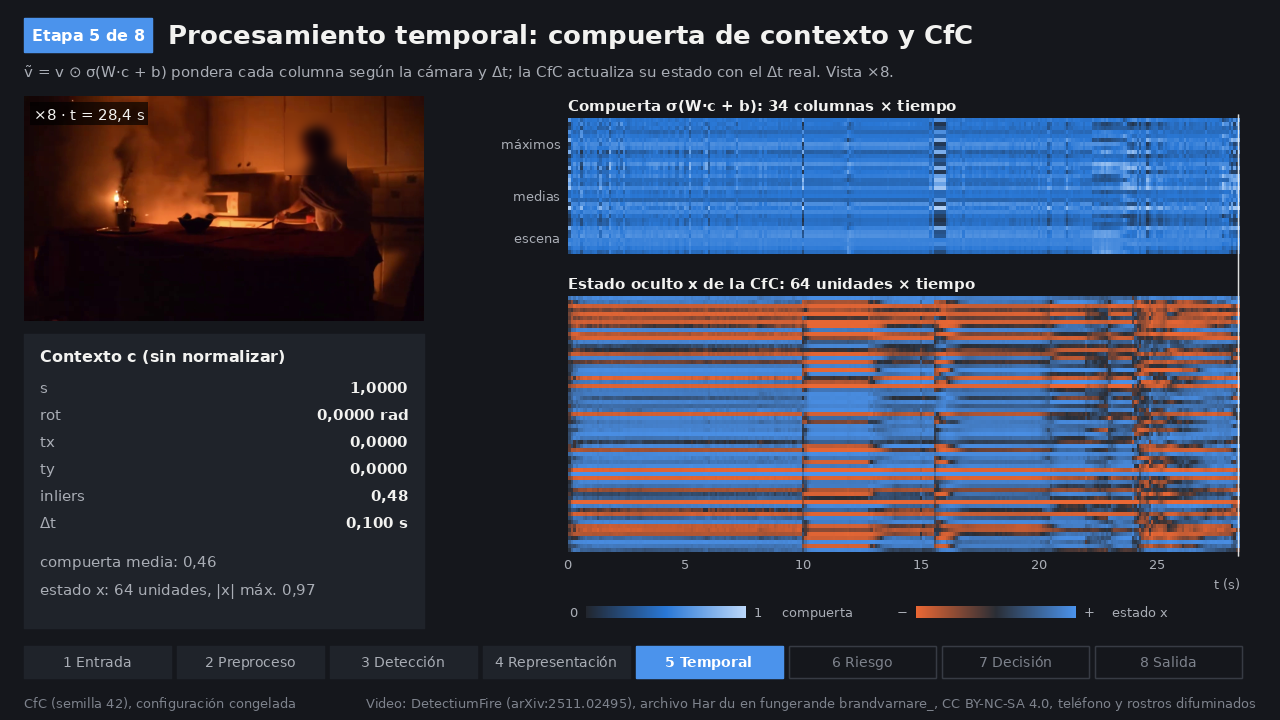 Etapa 5 de 8
Procesamiento temporal: compuerta de contexto y CfC
ṽ = v ⊙ σ(W·c + b) pondera cada columna según la cámara y Δt; la CfC actualiza su estado con el Δt real. Vista ×8.
×8 · t = 28,4 s
Compuerta σ(W·c + b): 34 columnas × tiempo
máximos
medias
escena
Estado oculto x de la CfC: 64 unidades × tiempo
0 5 10 15 20 25
t (s)
0 1 compuerta − + estado x
Contexto c (sin normalizar)
s 1,0000
rot 0,0000 rad
tx 0,0000
ty 0,0000
inliers 0,48
Δt 0,100 s
compuerta media: 0,46
estado x: 64 unidades, |x| máx. 0,97
1 Entrada 2 Preproceso 3 Detección 4 Representación 5 Temporal 6 Riesgo 7 Decisión 8 Salida
CfC (semilla 42), configuración congelada
Video: DetectiumFire (arXiv:2511.02495), archivo Har du en fungerande brandvarnare_, CC BY-NC-SA 4.0, teléfono y rostros difuminados